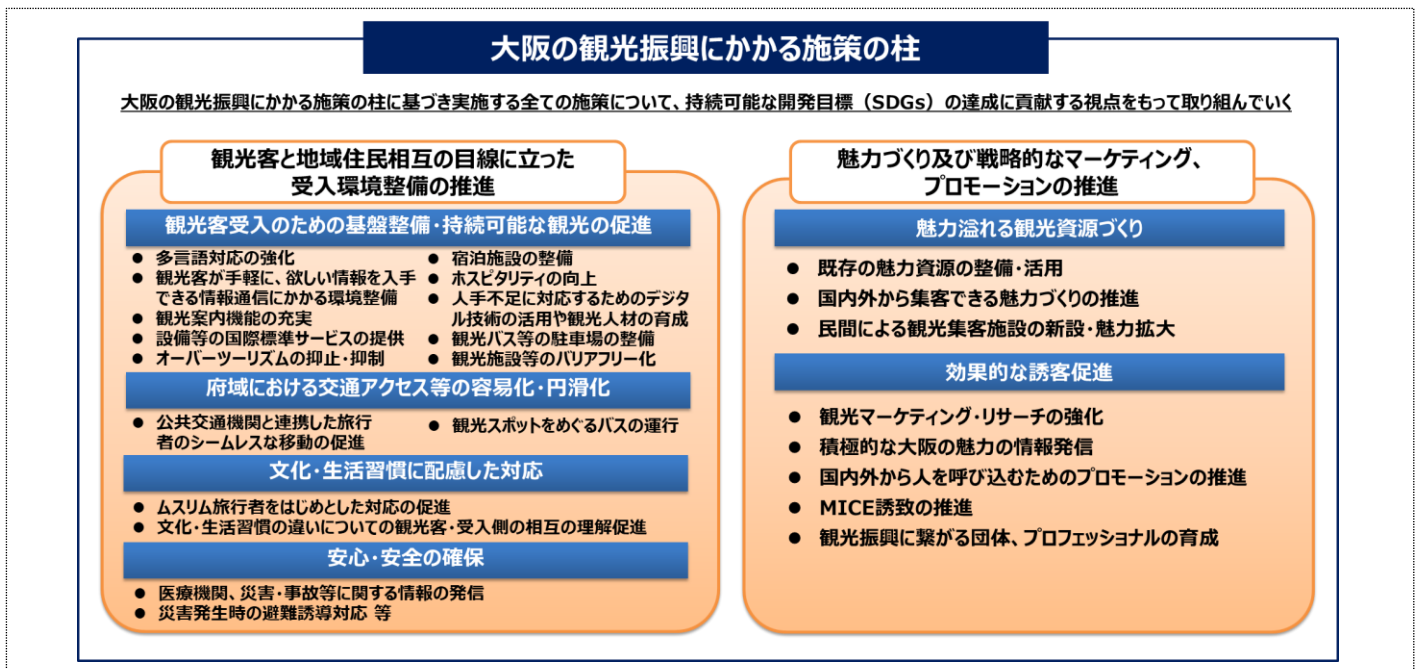 大阪の観光振興にかかる施策の柱
大阪の観光振興にかかる施策の柱に基づき実施する全ての施策について、持続可能な開発目標（SDGs）の達成に貢献する視点をもって取り組んでいく
観光客と地域住民相互の目線に立った
受入環境整備の推進
観光客受入のための基盤整備・持続可能な観光の促進
● 多言語対応の強化
● 観光客が手軽に、欲しい情報を入手
できる情報通信にかかる環境整備
● 観光案内機能の充実
● 設備等の国際標準サービスの提供
● オーバーツーリズムの抑止・抑制
● 宿泊施設の整備
● ホスピタリティの向上
● 人手不足に対応するためのデジタ
ル技術の活用や観光人材の育成
● 観光バス等の駐車場の整備
● 観光施設等のバリアフリー化
府域における交通アクセス等の容易化・円滑化
● 公共交通機関と連携した旅行
者のシームレスな移動の促進
● 観光スポットをめぐるバスの運行
文化・生活習慣に配慮した対応
● ムスリム旅行者をはじめとした対応の促進
● 文化・生活習慣の違いについての観光客・受入側の相互の理解促進
安心・安全の確保
● 医療機関、災害・事故等に関する情報の発信
● 災害発生時の避難誘導対応 等
魅力づくり及び戦略的なマーケティング、
プロモーションの推進
魅力溢れる観光資源づくり
● 既存の魅力資源の整備・活用
● 国内外から集客できる魅力づくりの推進
● 民間による観光集客施設の新設・魅力拡大
効果的な誘客促進
● 観光マーケティング・リサーチの強化
● 積極的な大阪の魅力の情報発信
● 国内外から人を呼び込むためのプロモーションの推進
● MICE誘致の推進
● 観光振興に繋がる団体、プロフェッショナルの育成